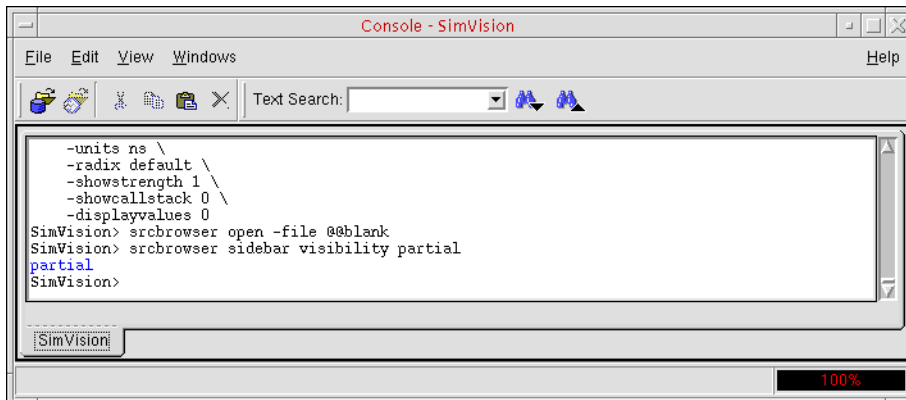 Console - SimVision
File Edit View Windows Help
Text Search:
-units ns \
-radix default \
-showstrength 1 \
-showcallstack 0 \
-displayvalues 0
SimVision> srcbrowser open -file @@blank
SimVision> srcbrowser sidebar visibility partial
partial
SimVision>
SimVision
100%